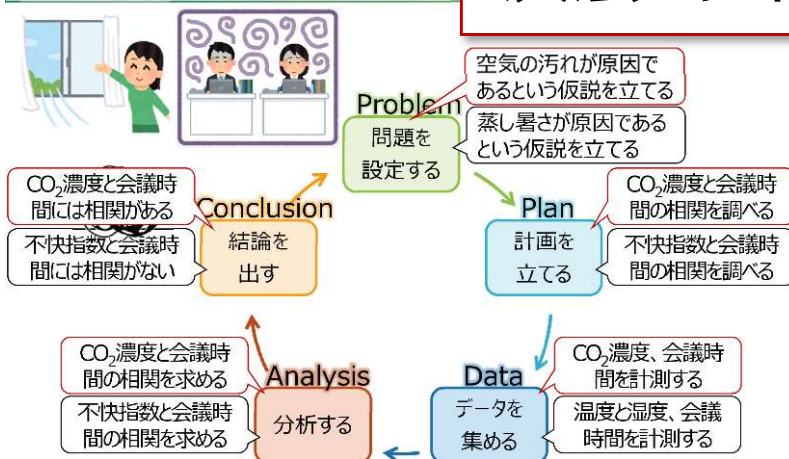 空気の汚れが原因で
あるという仮説を立てる
Problem
問題を
設定する
蒸し暑さが原因である
という仮説を立てる
CO₂濃度と会議時
間には相関がある
Conclusion
結論を
出す
不快指数と会議時
間には相関がない
Plan
計画を
立てる
CO₂濃度と会議時
間の相関を調べる
不快指数と会議時
間の相関を調べる
CO₂濃度と会議時
間の相関を求める
Analysis
分析する
不快指数と会議時
間の相関を求める
Data
データを
集める
CO₂濃度、会議時
間を計測する
温度と湿度、会議
時間を計測する